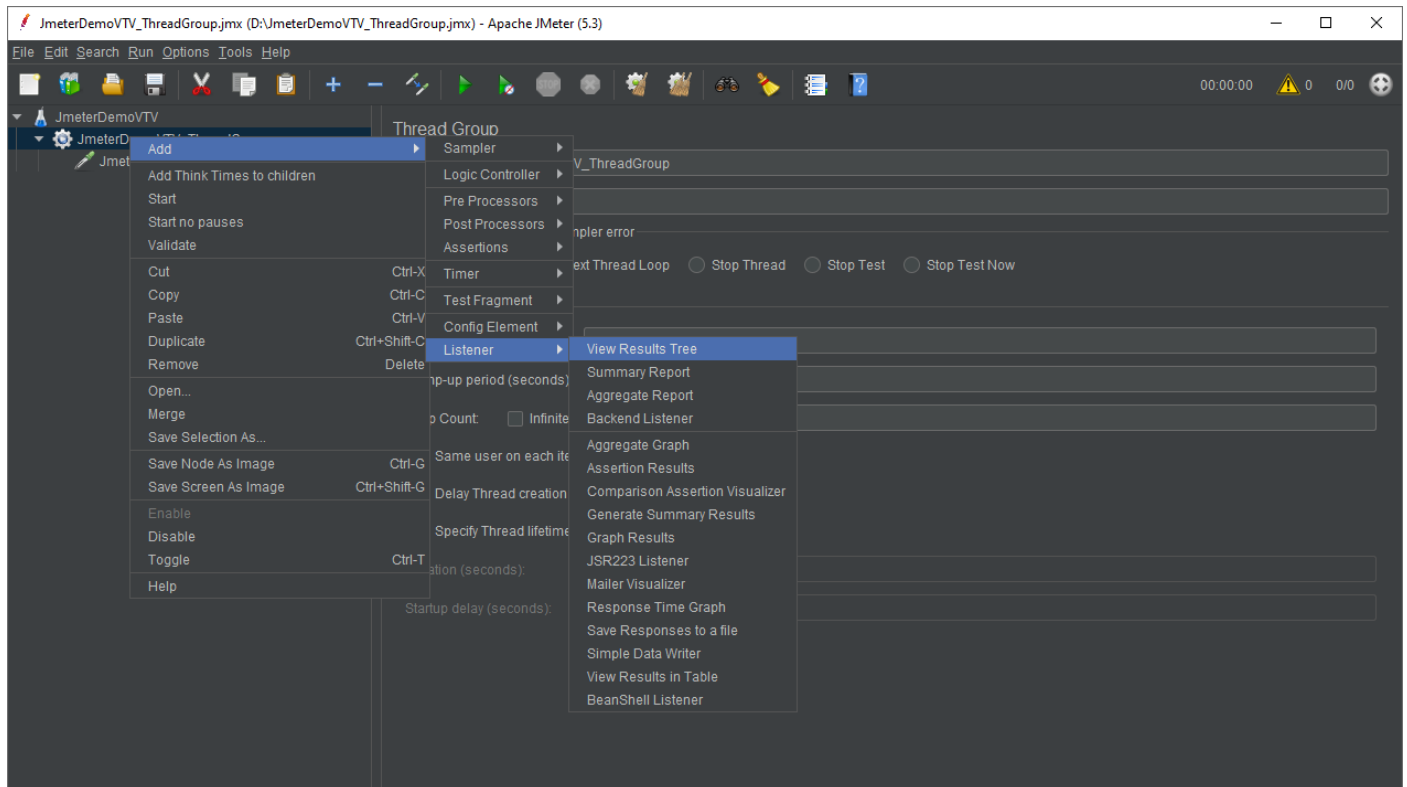 JmeterDemoVTV_ThreadGroup.jmx (D:\JmeterDemoVTV_ThreadGroup.jmx) - Apache JMeter (5.3)
File Edit Search Run Options Tools Help
STOP 00:00:00 0 0/0
JmeterDemoVTV
Thread Group
Add
Add Think Times to children
Start
Start no pauses
Validate
Cut Ctrl-X
Copy Ctrl-C
Paste Ctrl-V
Duplicate Ctrl+Shift-C
Remove Delete
Open...
Merge
Save Selection As...
Save Node As Image Ctrl-G
Save Screen As Image Ctrl+Shift-G
Enable
Disable
Toggle Ctrl-T
Help
Sampler
Logic Controller
Pre Processors
Post Processors
Assertions
Timer
Test Fragment
Config Element
Listener
View Results Tree
Summary Report
Aggregate Report
Backend Listener
Aggregate Graph
Assertion Results
Comparison Assertion Visualizer
Generate Summary Results
Graph Results
JSR223 Listener
Mailer Visualizer
Response Time Graph
Save Responses to a file
Simple Data Writer
View Results in Table
BeanShell Listener
V_ThreadGroup
error
Thread Loop Stop Thread Stop Test Stop Test Now
period (seconds)
Count: Infinite
Same user on each
Delay Thread creation
Specify Thread lifetime
(seconds):
Startup delay (seconds):